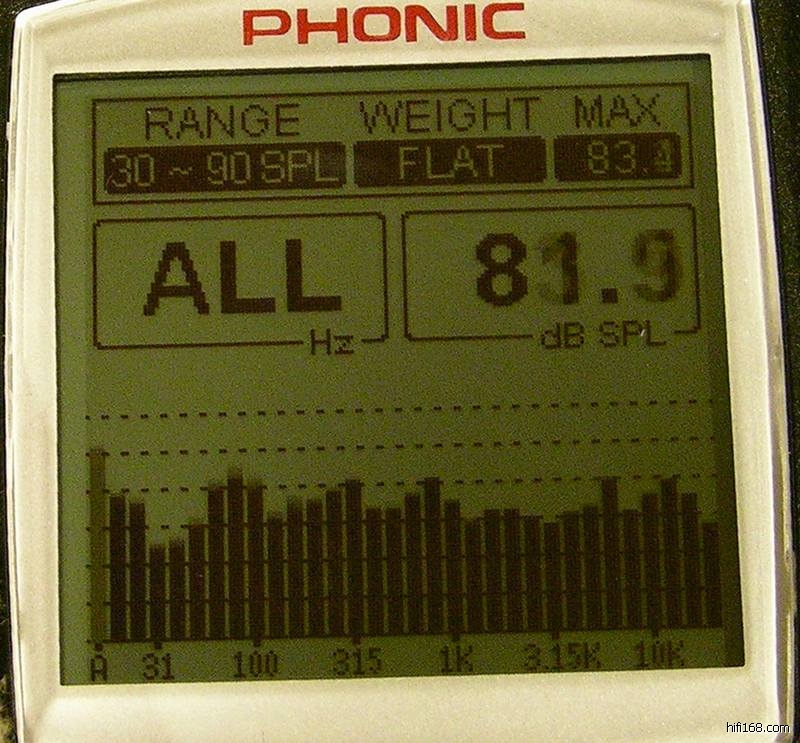 PHONIC
RANGE WEIGHT MAX
30 ~ 90 SPL FLAT 83.4
ALL 81.9
Hz dB SPL
A 31 100 315 1K 3.15K 10K
hifi168.com